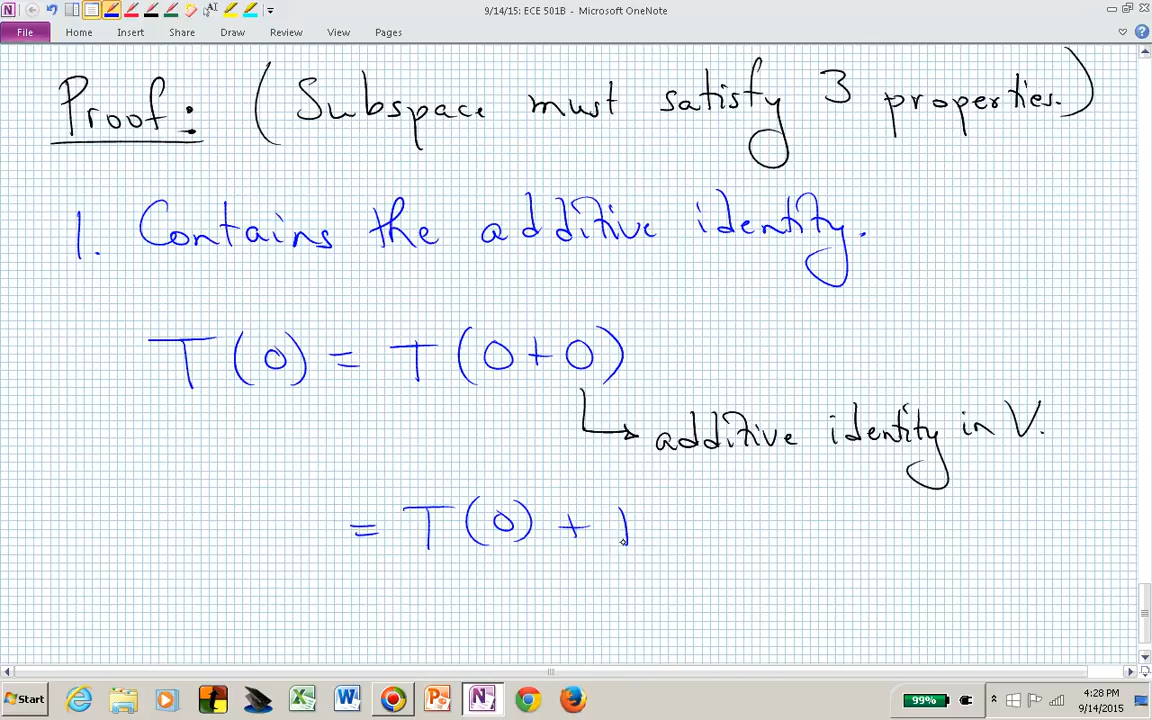 9/14/15: ECE 501B - Microsoft OneNote
File Home Insert Share Draw Review View Pages
Proof: (Subspace must satisfy 3 properties.)
1. Contains the additive identity.
T(0) = T(0+0)
additive identity in V.
= T(0) +
Start
99%
4:28 PM
9/14/2015